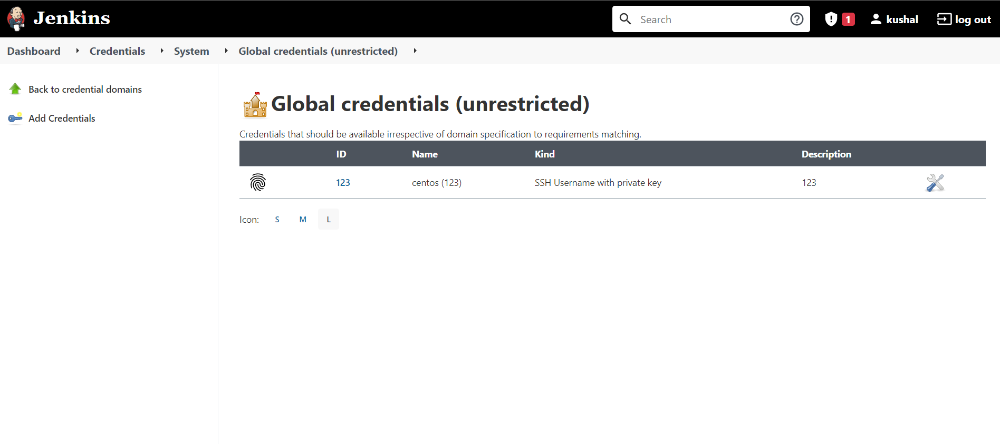 Jenkins
Search
1
kushal
log out
Dashboard
Credentials
System
Global credentials (unrestricted)
Back to credential domains
Add Credentials
Global credentials (unrestricted)
Credentials that should be available irrespective of domain specification to requirements matching.
ID Name Kind Description
123 centos (123) SSH Username with private key 123
Icon: S M L